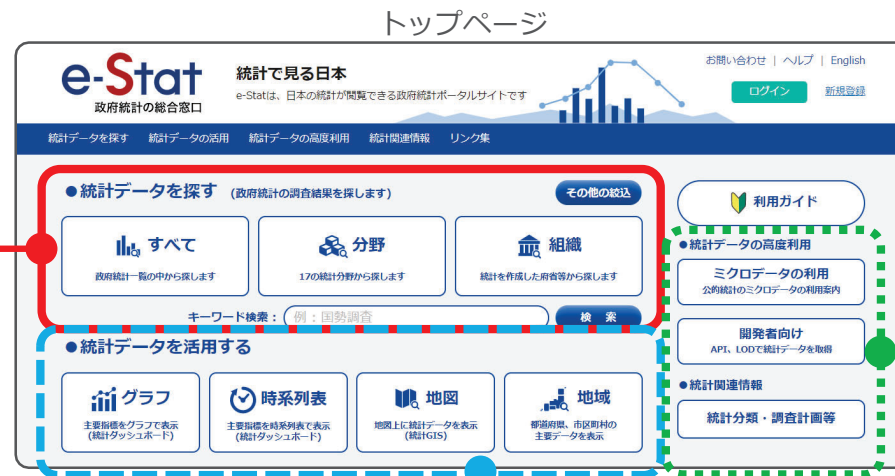 トップページ
e-Stat
政府統計の総合窓口
統計で見る日本
e-Statは、日本の統計が閲覧できる政府統計ポータルサイトです
お問い合わせ | ヘルプ | English
ログイン
新規登録
統計データを探す 統計データの活用 統計データの高度利用 統計関連情報 リンク集
●統計データを探す (政府統計の調査結果を探します)
その他の絞込
すべて
政府統計一覧の中から探します
分野
17の統計分野から探します
組織
統計を作成した府省等から探します
キーワード検索：
例：国勢調査
検 索
●統計データを活用する
グラフ
主要指標をグラフで表示
(統計ダッシュボード)
時系列表
主要指標を時系列表で表示
(統計ダッシュボード)
地図
地図上に統計データを表示
(統計GIS)
地域
都道府県、市区町村の
主要データを表示
利用ガイド
●統計データの高度利用
ミクロデータの利用
公的統計のミクロデータの利用案内
開発者向け
API、LODで統計データを取得
●統計関連情報
統計分類・調査計画等